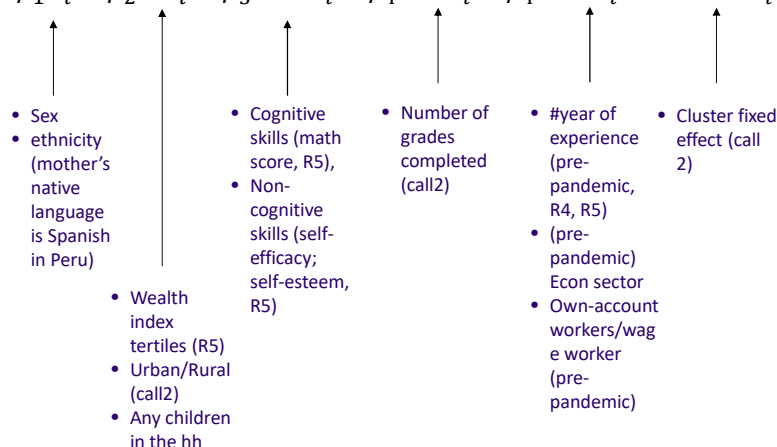 • Sex
• ethnicity
(mother's
native
language
is Spanish
in Peru)
• Wealth
index
tertiles (R5)
• Urban/Rural
(call2)
• Any children
in the hh
• Cognitive
skills (math
score, R5),
• Non-
cognitive
skills (self-
efficacy;
self-esteem,
R5)
• Number of
grades
completed
(call2)
• #year of
experience
(pre-
pandemic,
R4, R5)
• (pre-
pandemic)
Econ sector
• Own-account
workers/wag
e worker
(pre-
pandemic)
• Cluster fixed
effect (call
2)